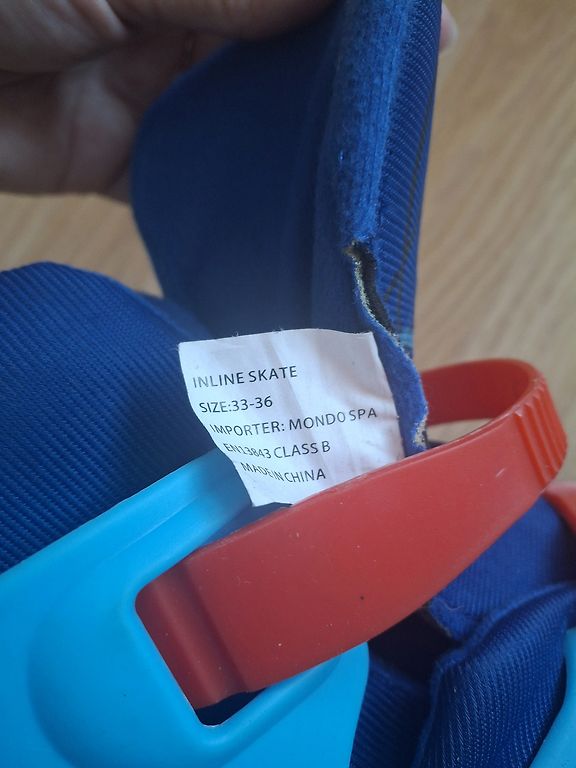 INLINE SKATE
SIZE:33-36
IMPORTER: MONDO SPA
EN13843 CLASS B
MADE IN CHINA